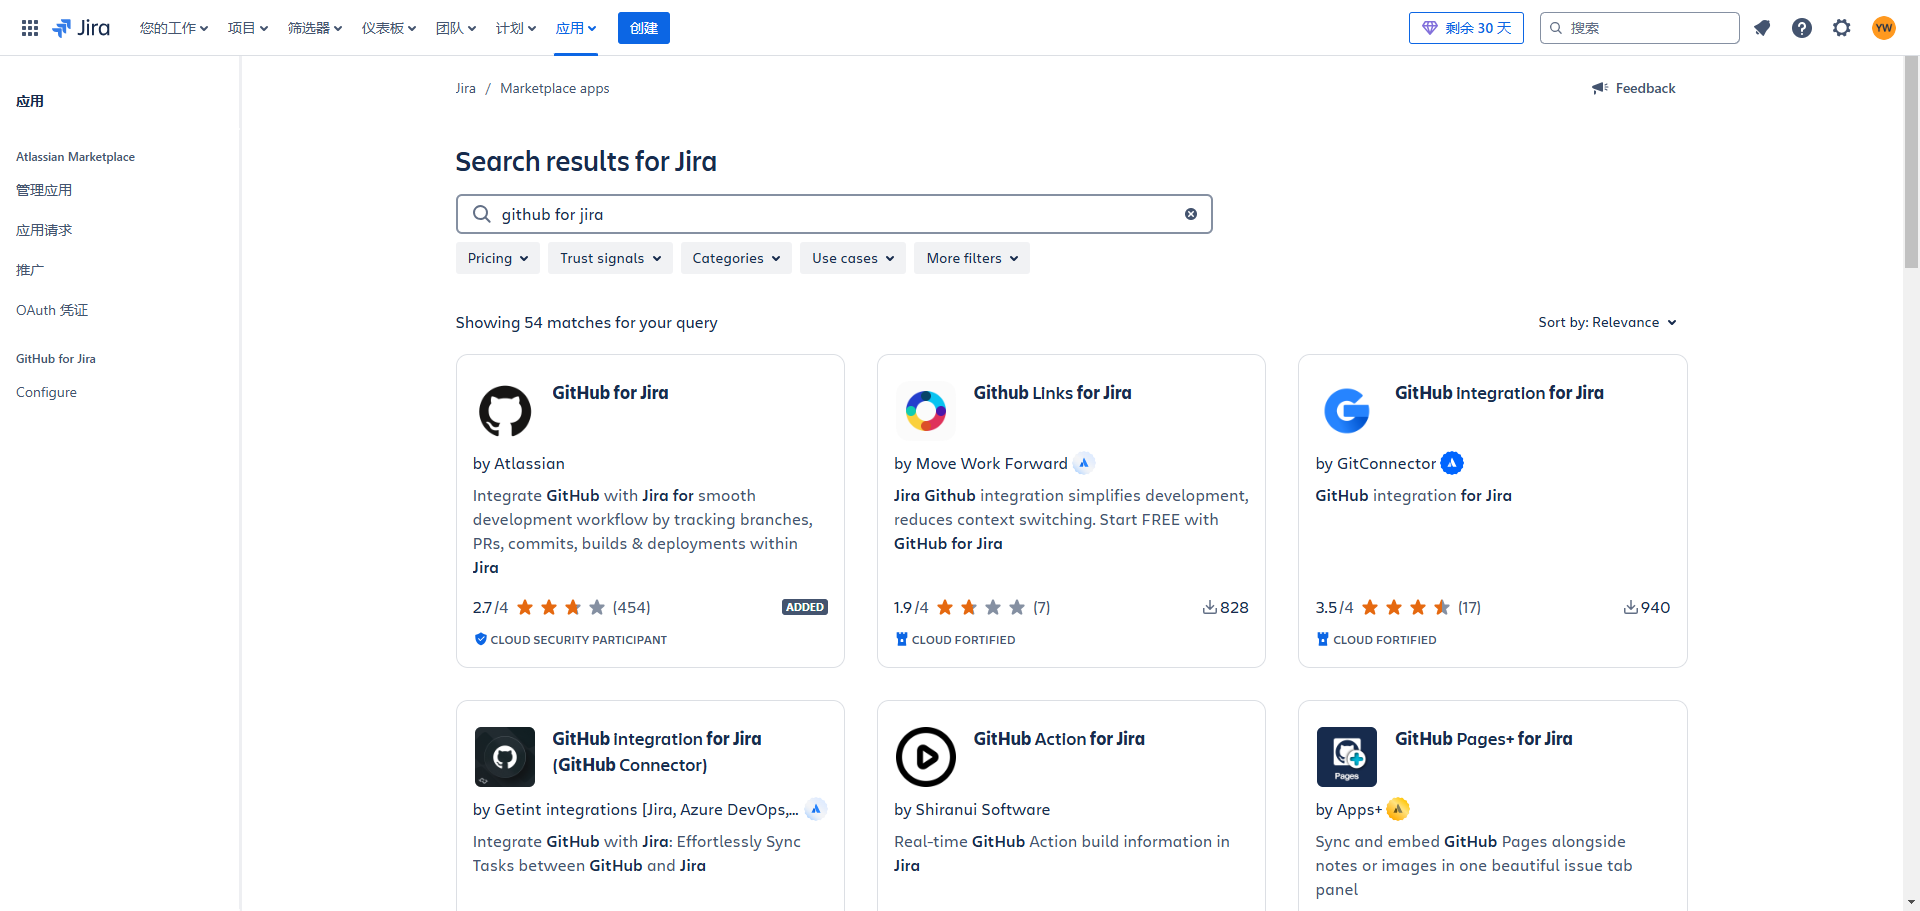 Jira 您的工作 项目 筛选器 仪表板 团队 计划 应用 创建 剩余 30 天 搜索 YW
应用
Atlassian Marketplace
管理应用
应用请求
推广
OAuth 凭证
GitHub for Jira
Configure
Jira / Marketplace apps
Feedback
Search results for Jira
github for jira
Pricing Trust signals Categories Use cases More filters
Showing 54 matches for your query
Sort by: Relevance
GitHub for Jira
by Atlassian
Integrate GitHub with Jira for smooth
development workflow by tracking branches,
PRs, commits, builds & deployments within
Jira
2.7/4 (454) ADDED
CLOUD SECURITY PARTICIPANT
Github Links for Jira
by Move Work Forward
Jira Github integration simplifies development,
reduces context switching. Start FREE with
GitHub for Jira
1.9/4 (7) 828
CLOUD FORTIFIED
GitHub integration for Jira
by GitConnector
GitHub integration for Jira
3.5/4 (17) 940
CLOUD FORTIFIED
GitHub Integration for Jira
(GitHub Connector)
by Getint integrations [Jira, Azure DevOps,...
Integrate GitHub with Jira: Effortlessly Sync
Tasks between GitHub and Jira
GitHub Action for Jira
by Shiranui Software
Real-time GitHub Action build information in
Jira
Pages
GitHub Pages+ for Jira
by Apps+
Sync and embed GitHub Pages alongside
notes or images in one beautiful issue tab
panel